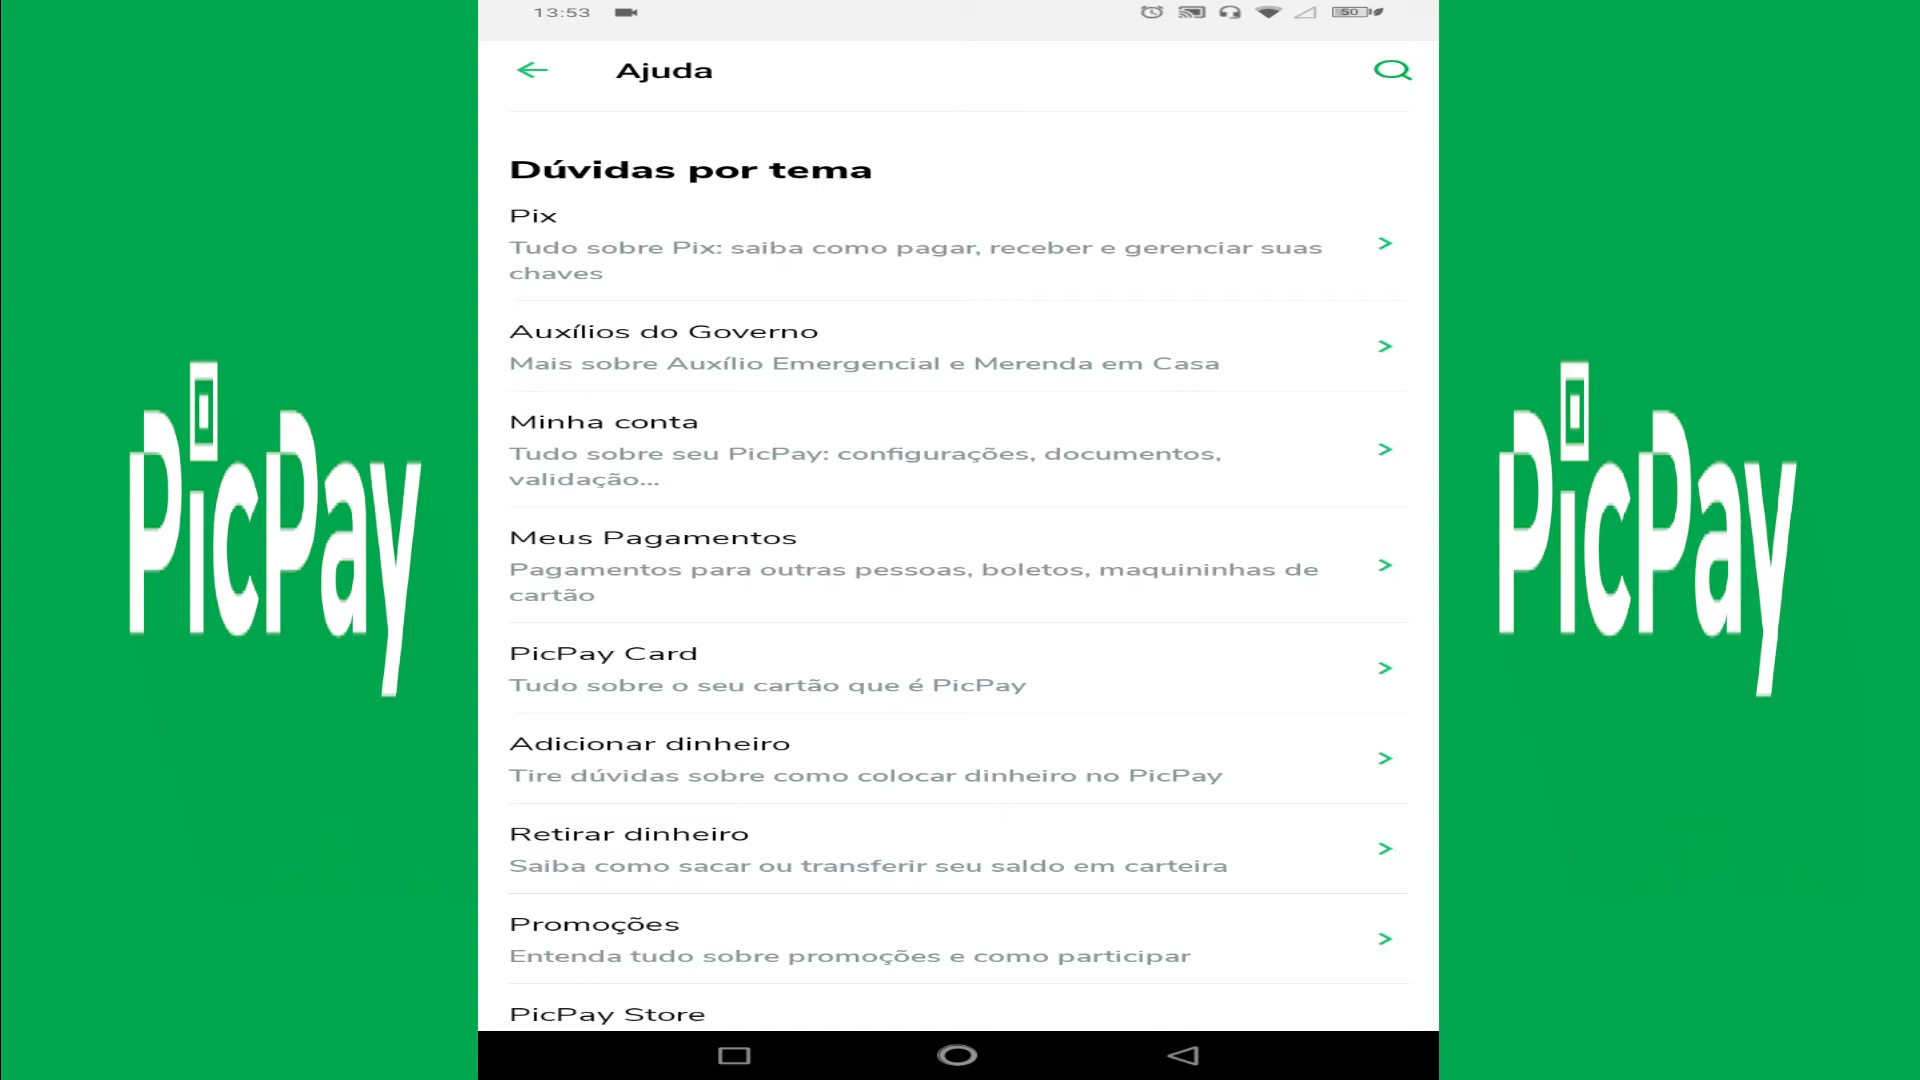 13:53
50
Ajuda
Dúvidas por tema
Pix
Tudo sobre Pix: saiba como pagar, receber e gerenciar suas
chaves
Auxílios do Governo
Mais sobre Auxílio Emergencial e Merenda em Casa
Minha conta
Tudo sobre seu PicPay: configurações, documentos,
validação...
Meus Pagamentos
Pagamentos para outras pessoas, boletos, maquininhas de
cartão
PicPay Card
Tudo sobre o seu cartão que é PicPay
Adicionar dinheiro
Tire dúvidas sobre como colocar dinheiro no PicPay
Retirar dinheiro
Saiba como sacar ou transferir seu saldo em carteira
Promoções
Entenda tudo sobre promoções e como participar
PicPay Store
PicPay
PicPay